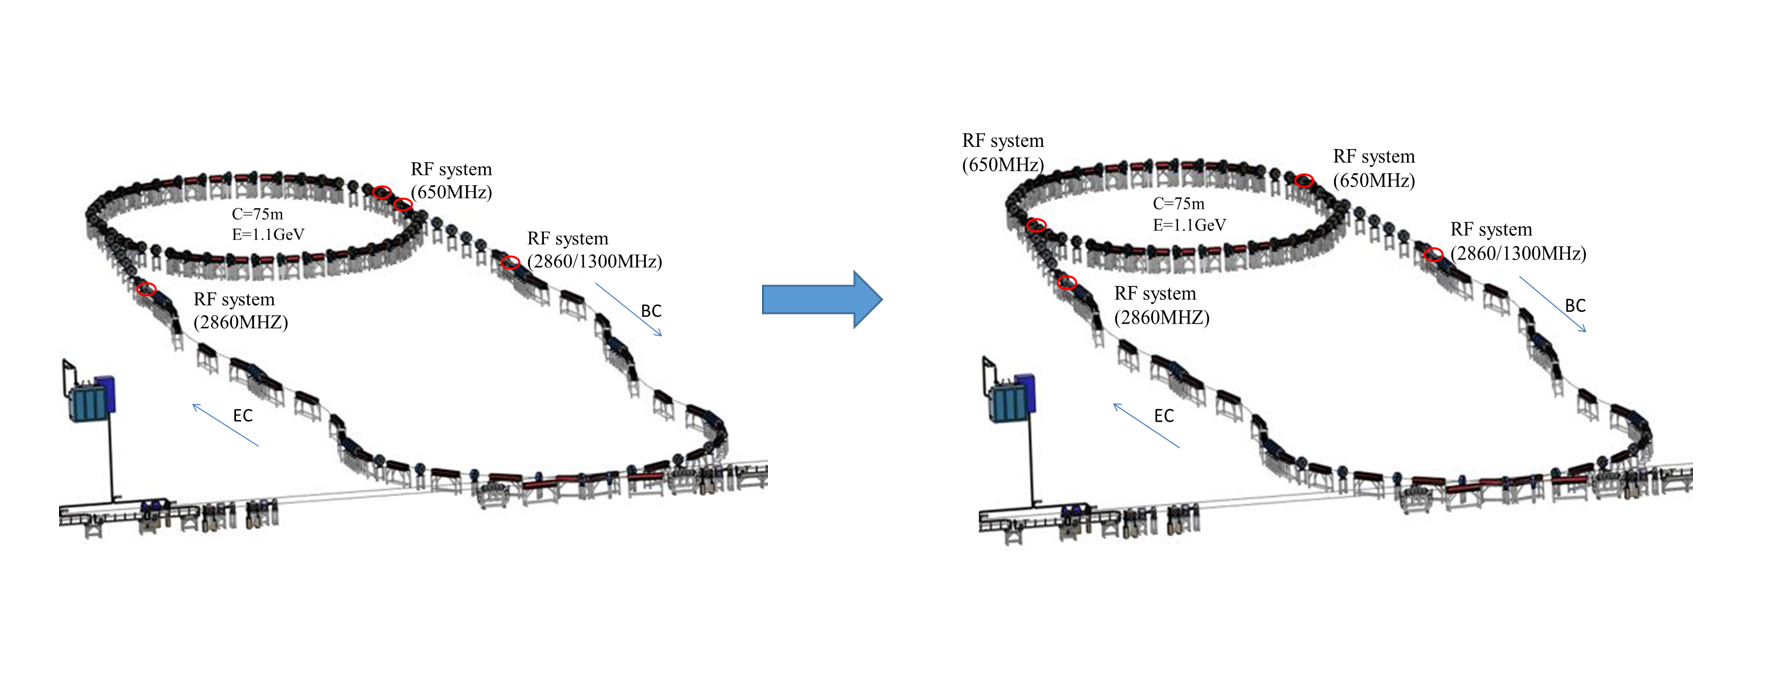 RF system
(650MHz)
C=75m
E=1.1GeV
RF system
(2860/1300MHz)
RF system
(2860MHZ)
BC
EC
RF system
(650MHz)
RF system
(650MHz)
C=75m
E=1.1GeV
RF system
(2860/1300MHz)
RF system
(2860MHZ)
BC
EC